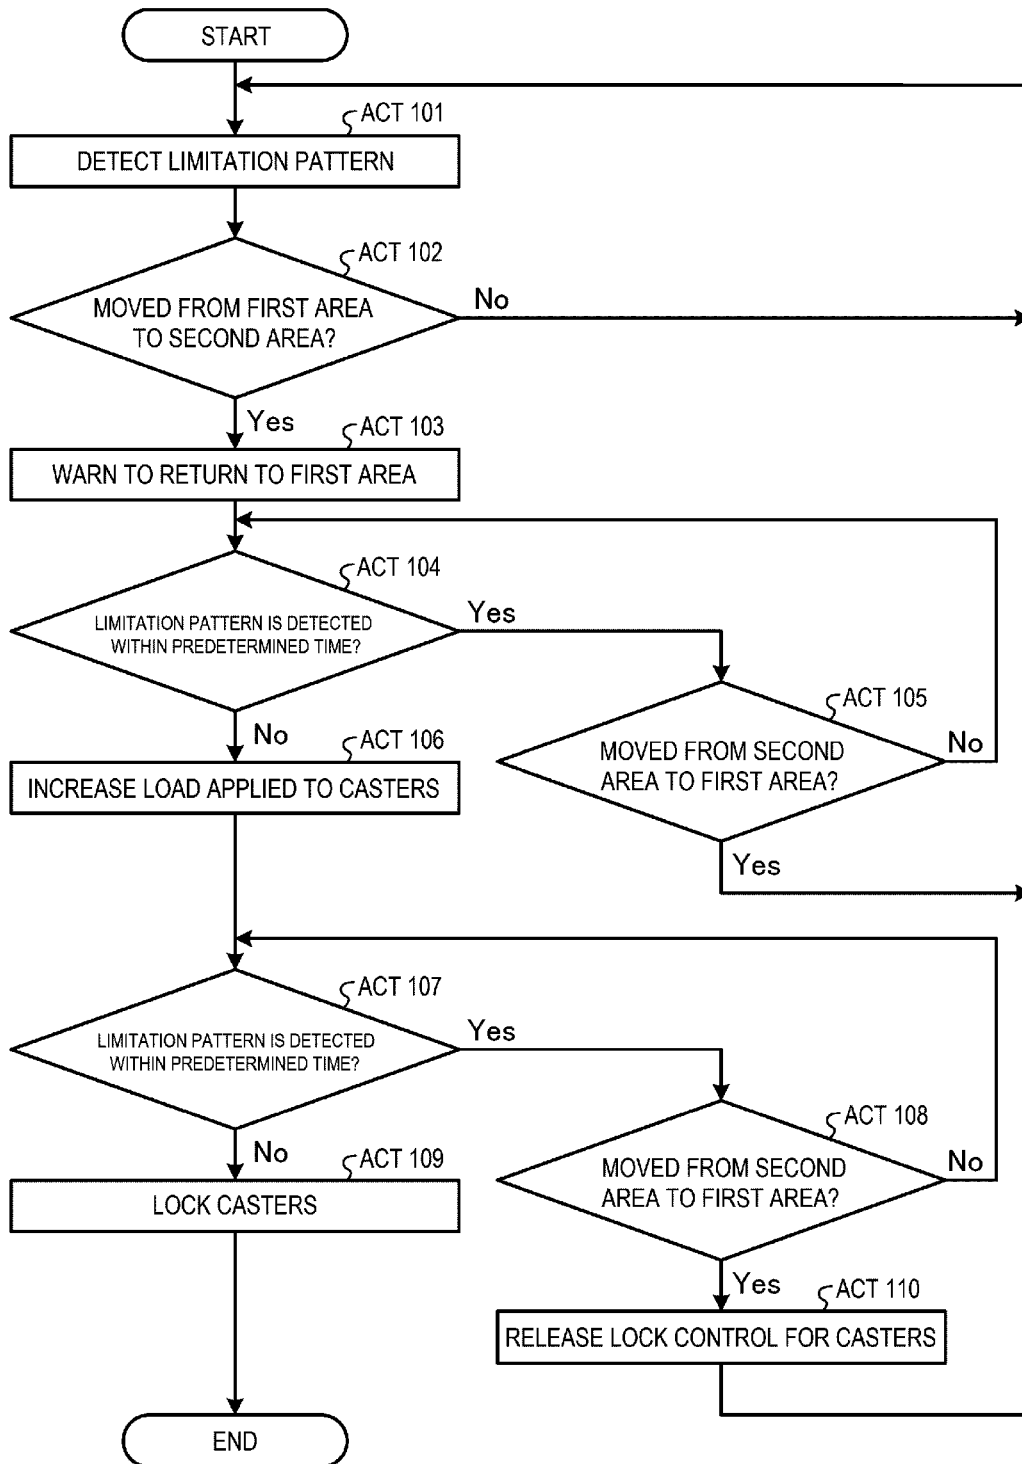 START
ACT 101
DETECT LIMITATION PATTERN
ACT 102
MOVED FROM FIRST AREA
TO SECOND AREA?
No
Yes
ACT 103
WARN TO RETURN TO FIRST AREA
ACT 104
LIMITATION PATTERN IS DETECTED
WITHIN PREDETERMINED TIME?
Yes
No
ACT 105
MOVED FROM SECOND
AREA TO FIRST AREA?
No
Yes
ACT 106
INCREASE LOAD APPLIED TO CASTERS
ACT 107
LIMITATION PATTERN IS DETECTED
WITHIN PREDETERMINED TIME?
Yes
No
ACT 108
MOVED FROM SECOND
AREA TO FIRST AREA?
No
Yes
ACT 109
LOCK CASTERS
ACT 110
RELEASE LOCK CONTROL FOR CASTERS
END